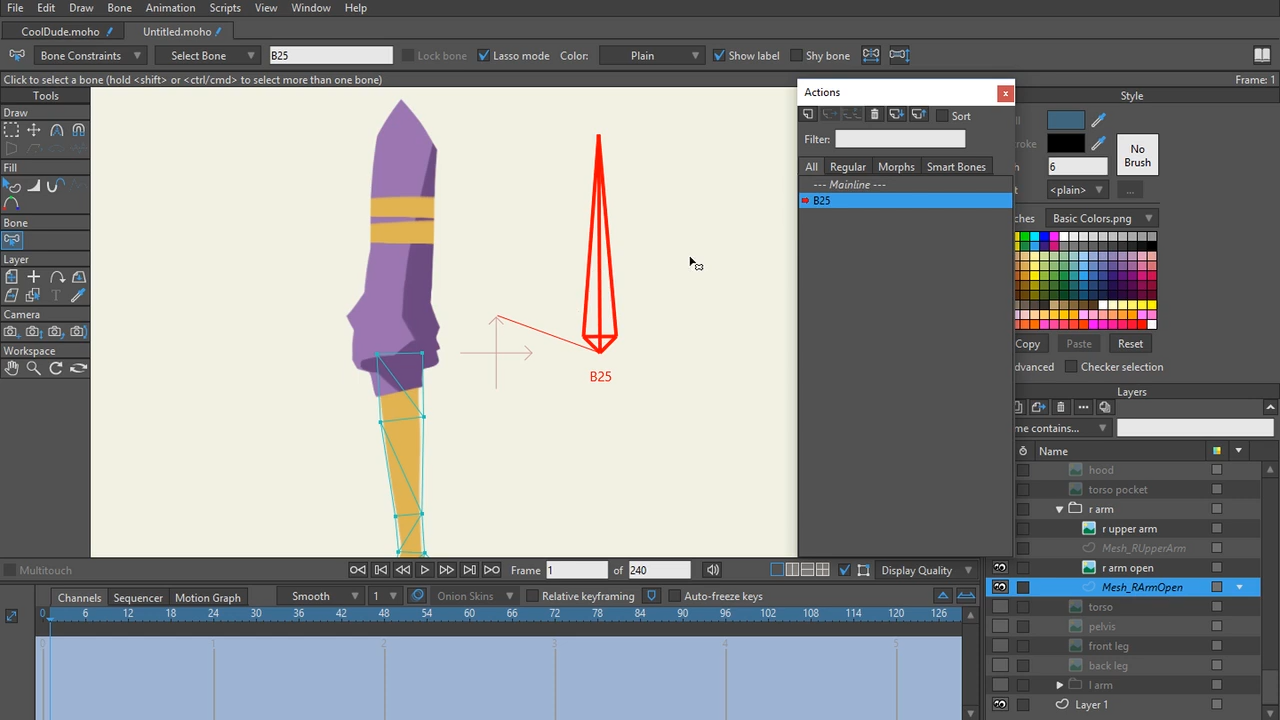 File Edit Draw Bone Animation Scripts View Window Help
CoolDude.moho Untitled.moho
Bone Constraints Select Bone B25 Lock bone Lasso mode Color: Plain Show label Shy bone
Click to select a bone (hold <shift> or <ctrl/cmd> to select more than one bone) Frame: 1
Tools
Draw
Fill
Bone
Layer
Camera
Workspace
B25
Actions
Sort
Filter:
All Regular Morphs Smart Bones
--- Mainline ---
B25
Style
No
Brush
6
<plain> ...
Basic Colors.png
Copy Paste Reset
Checker selection
Layers
Name
hood
torso pocket
r arm
r upper arm
Mesh_RUpperArm
r arm open
Mesh_RArmOpen
torso
pelvis
front leg
back leg
l arm
Layer 1
Multitouch Frame 1 of 240 Display Quality
Channels Sequencer Motion Graph Smooth 1 Onion Skins Relative keyframing Auto-freeze keys
0 6 12 18 24 30 36 42 48 54 60 66 72 78 84 90 96 102 108 114 120 126
0 1 2 3 4 5